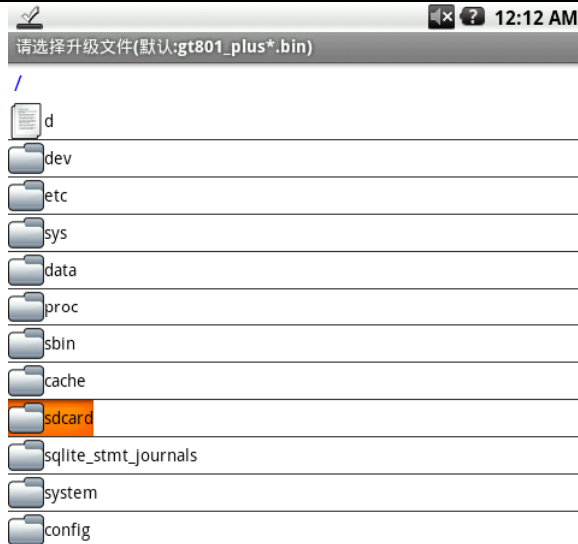 12:12 AM
请选择升级文件(默认:gt801_plus*.bin)
/
d
dev
etc
sys
data
proc
sbin
cache
sdcard
sqlite_stmt_journals
system
config